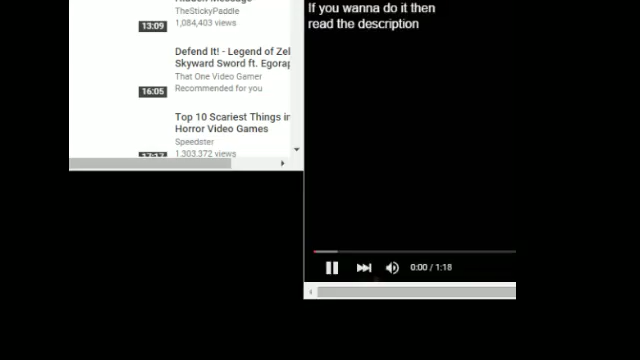 TheStickyPaddle
1,084,403 views
13:09
Defend It! - Legend of Zel
Skyward Sword ft. Egorap
That One Video Gamer
Recommended for you
16:05
Top 10 Scariest Things in
Horror Video Games
Speedster
1,303,372 views
If you wanna do it then
read the description
0:00 / 1:18